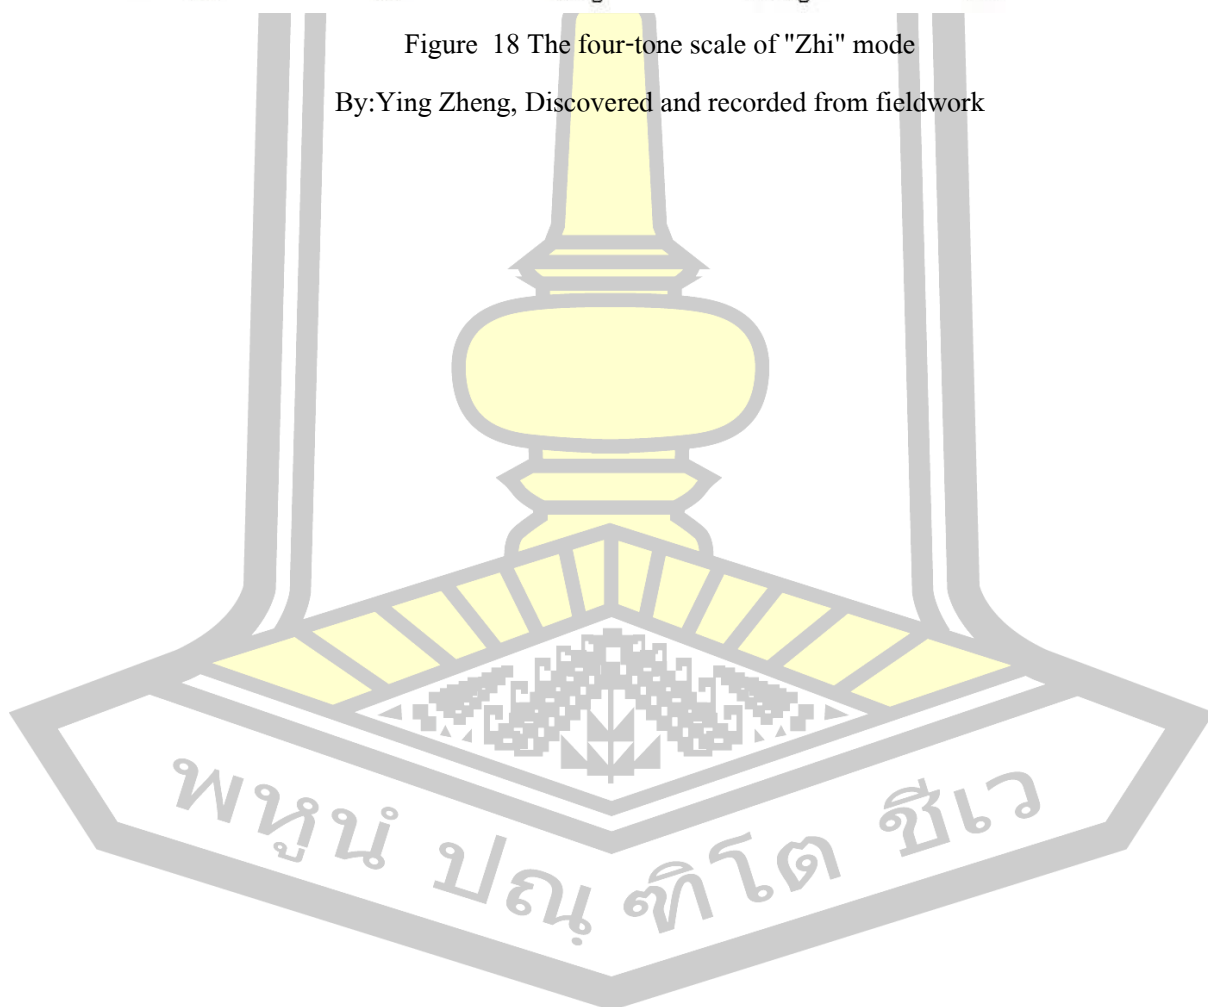 Figure 18 The four-tone scale of "Zhi" mode
By:Ying Zheng, Discovered and recorded from fieldwork
พหูนํ ปณฺฑิโต ชีเว